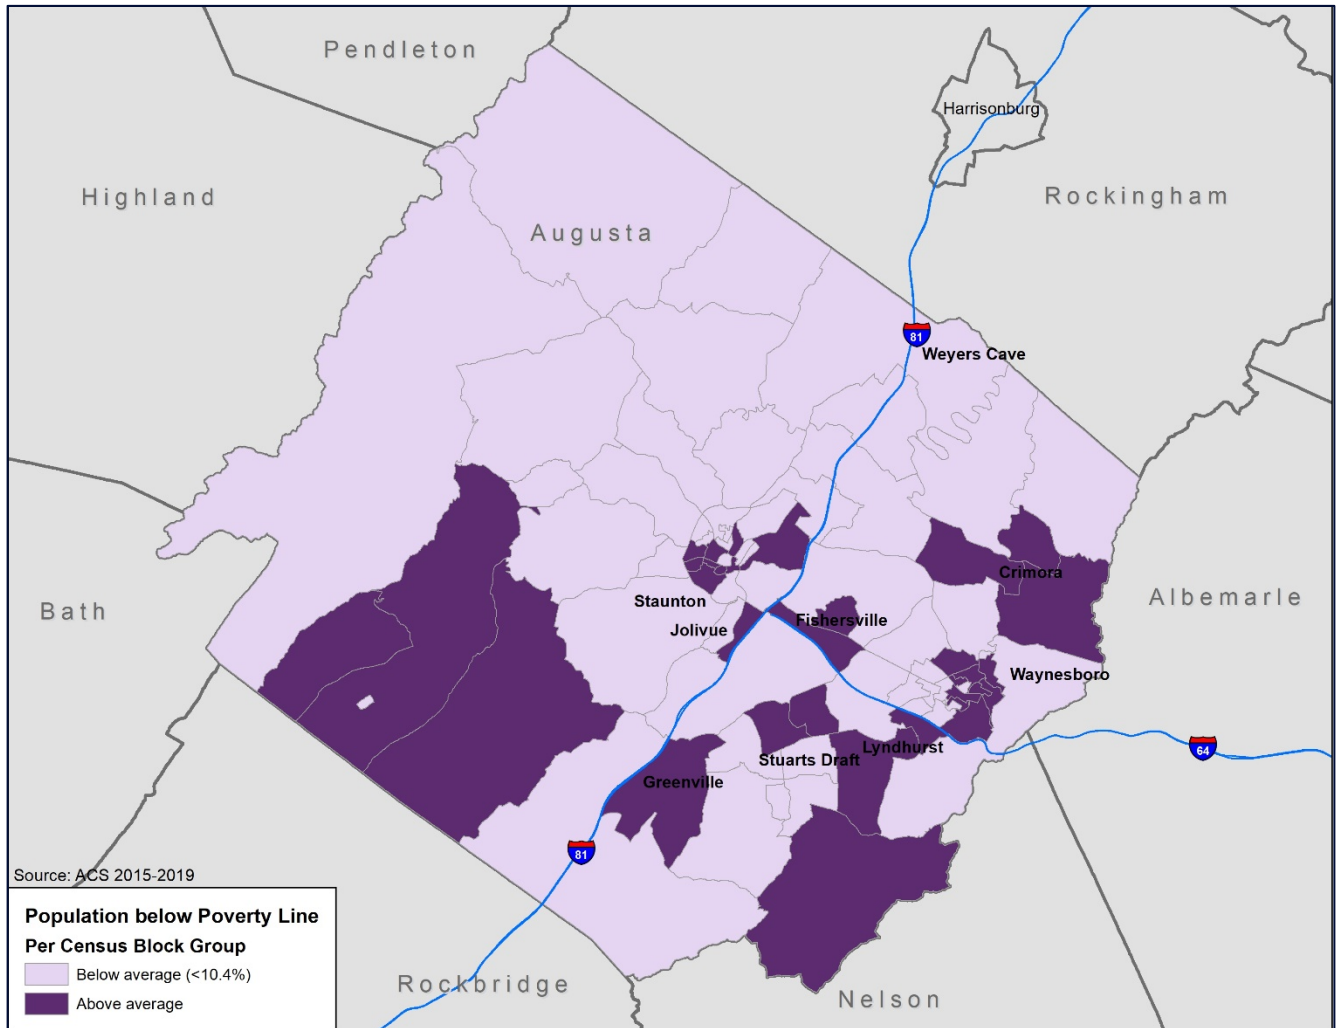 Pendleton
Harrisonburg
Highland
Rockingham
Augusta
81
Weyers Cave
Crimora
Bath
Albemarle
Staunton
Fishersville
Jolivue
Waynesboro
Lyndhurst
64
Stuarts Draft
Greenville
81
Source: ACS 2015-2019
Population below Poverty Line
Per Census Block Group
Below average (<10.4%)
Above average
Rockbridge
Nelson